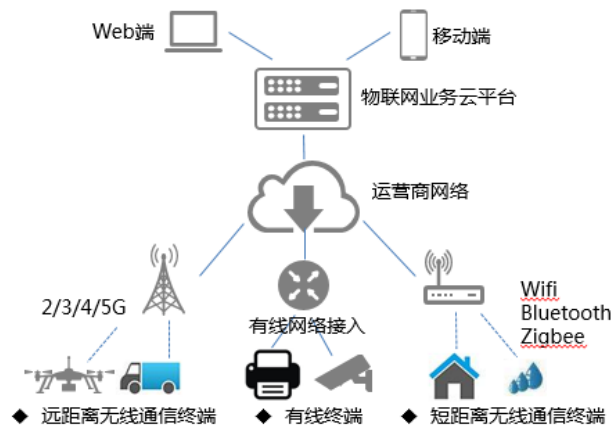 Web端
移动端
物联网业务云平台
运营商网络
2/3/4/5G
有线网络接入
Wifi
Bluetooth
Zigbee
◆ 远距离无线通信终端
◆ 有线终端
◆ 短距离无线通信终端